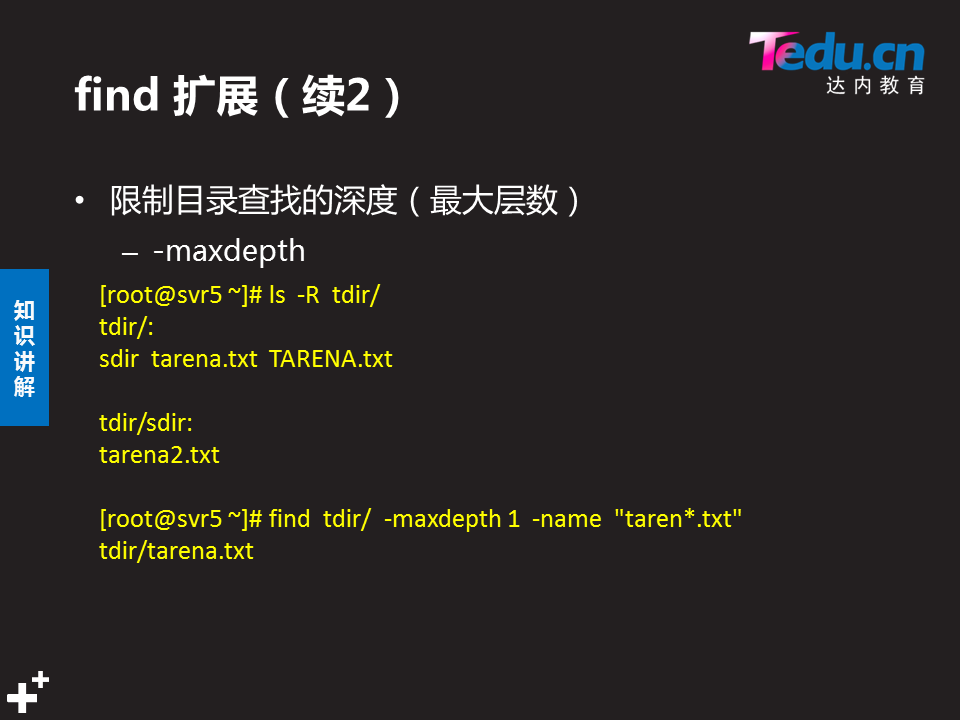 Tedu.cn
达内教育
find 扩展（续2）
• 限制目录查找的深度（最大层数）
– -maxdepth
[root@svr5 ~]# ls  -R  tdir/
tdir/:
sdir  tarena.txt  TARENA.txt
tdir/sdir:
tarena2.txt
[root@svr5 ~]# find  tdir/  -maxdepth 1  -name  "taren*.txt"
tdir/tarena.txt
知
识
讲
解